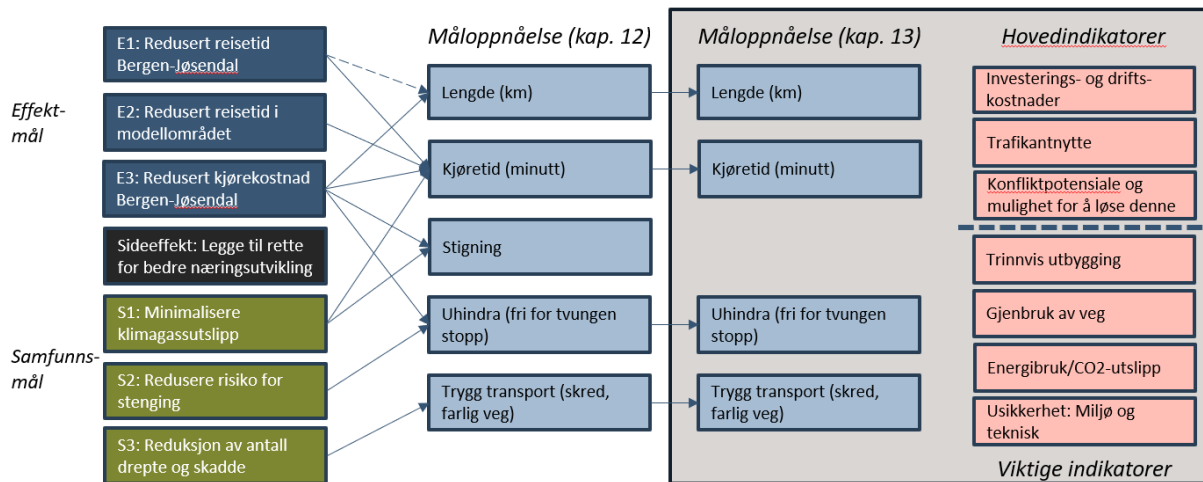 Effekt-
mål
Samfunns-
mål
E1: Redusert reisetid
Bergen-Jøsendal
E2: Redusert reisetid i
modellområdet
E3: Redusert kjørekostnad
Bergen-Jøsendal
Sideeffekt: Legge til rette
for bedre næringsutvikling
S1: Minimalisere
klimagassutslipp
S2: Redusere risiko for
stenging
S3: Reduksjon av antall
drepte og skadde
Måloppnåelse (kap. 12)
Lengde (km)
Kjøretid (minutt)
Stigning
Uhindra (fri for tvungen
stopp)
Trygg transport (skred,
farlig veg)
Måloppnåelse (kap. 13)
Lengde (km)
Kjøretid (minutt)
Uhindra (fri for tvungen
stopp)
Trygg transport (skred,
farlig veg)
Hovedindikatorer
Investerings- og drifts-
kostnader
Trafikantnytte
Konfliktpotensiale og
mulighet for å løse denne
Trinnvis utbygging
Gjenbruk av veg
Energibruk/CO2-utslipp
Usikkerhet: Miljø og
teknisk
Viktige indikatorer